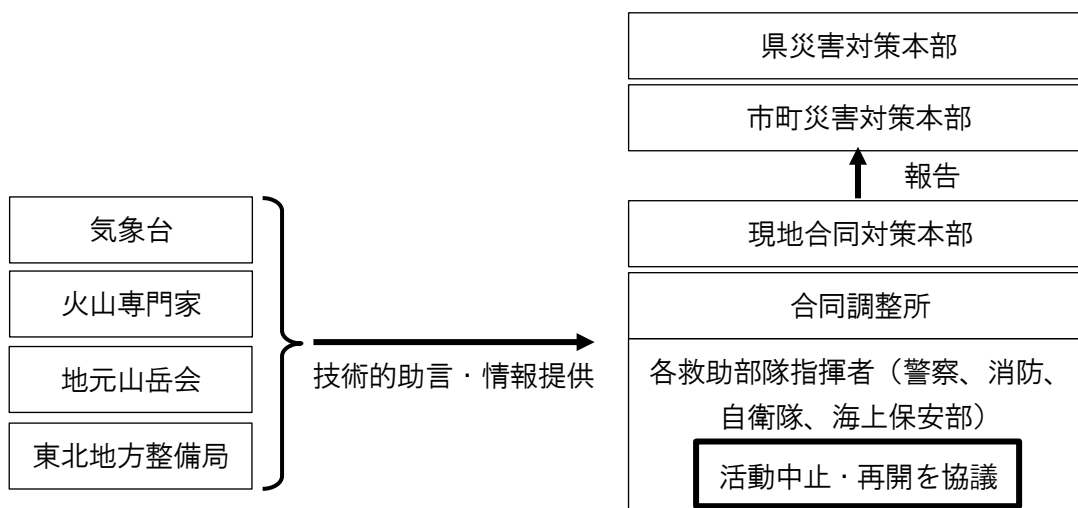 県災害対策本部
市町災害対策本部
報告
現地合同対策本部
気象台
火山専門家
地元山岳会
東北地方整備局
技術的助言・情報提供
合同調整所
各救助部隊指揮者（警察、消防、
自衛隊、海上保安部）
活動中止・再開を協議